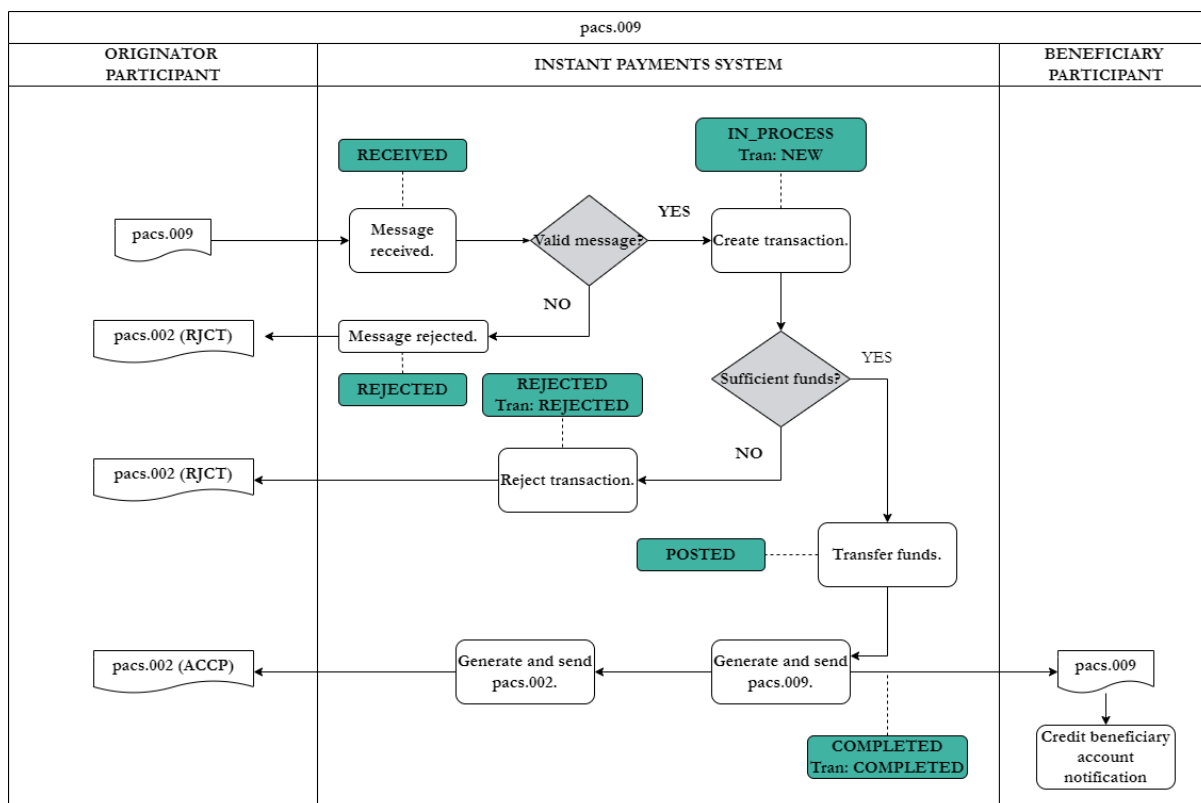 pacs.009
ORIGINATOR
PARTICIPANT
INSTANT PAYMENTS SYSTEM
BENEFICIARY
PARTICIPANT
RECEIVED
IN_PROCESS
Tran: NEW
pacs.009
Message
received.
Valid message?
YES
Create transaction.
NO
pacs.002 (RJCT)
Message rejected.
REJECTED
REJECTED
Tran: REJECTED
Sufficient funds?
YES
NO
pacs.002 (RJCT)
Reject transaction.
POSTED
Transfer funds.
pacs.002 (ACCP)
Generate and send
pacs.002.
Generate and send
pacs.009.
pacs.009
COMPLETED
Tran: COMPLETED
Credit beneficiary
account
notification